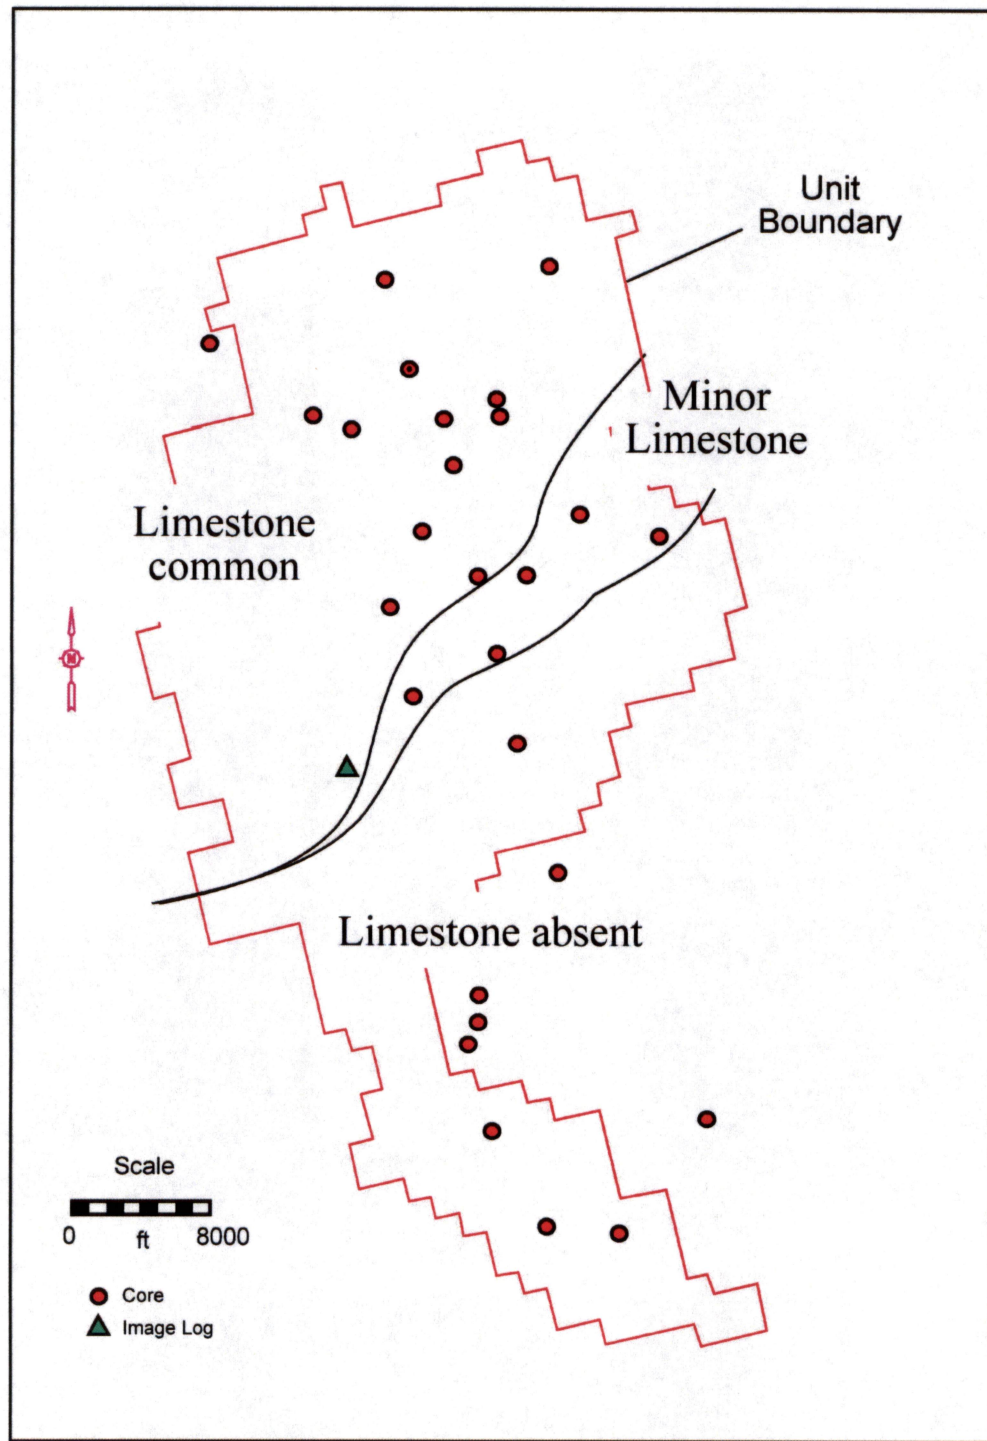 Unit
Boundary
Minor
Limestone
Limestone
common
N
Limestone absent
Scale
0 ft 8000
Core
Image Log